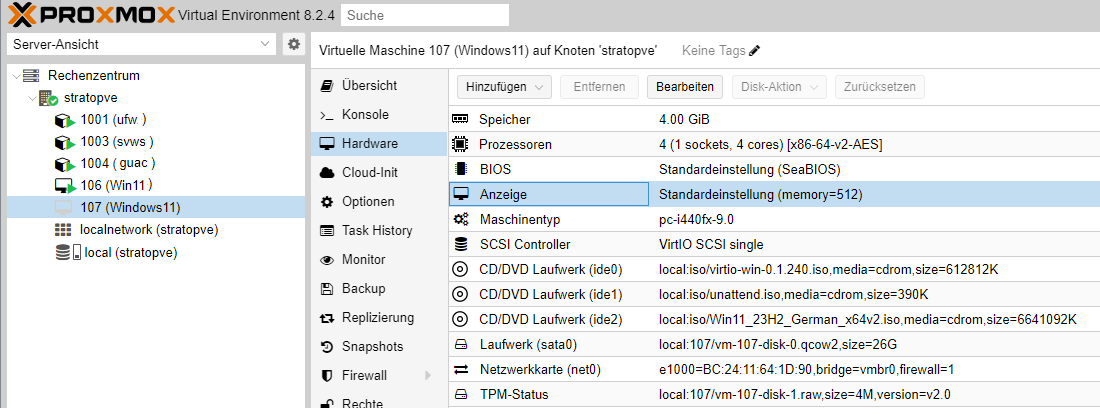 PROXMOX Virtual Environment 8.2.4 Suche
Server-Ansicht
Rechenzentrum
stratopve
1001 (ufw. )
1003 (svws )
1004 ( guac )
106 (Win11 )
107 (Windows11)
localnetwork (stratopve)
local (stratopve)
Virtuelle Maschine 107 (Windows11) auf Knoten 'stratopve' Keine Tags
Übersicht
Konsole
Hardware
Cloud-Init
Optionen
Task History
Monitor
Backup
Replizierung
Snapshots
Firewall
Rechte
Hinzufügen Entfernen Bearbeiten Disk-Aktion Zurücksetzen
Speicher 4.00 GiB
Prozessoren 4 (1 sockets, 4 cores) [x86-64-v2-AES]
BIOS Standardeinstellung (SeaBIOS)
Anzeige Standardeinstellung (memory=512)
Maschinentyp pc-i440fx-9.0
SCSI Controller VirtIO SCSI single
CD/DVD Laufwerk (ide0) local:iso/virtio-win-0.1.240.iso,media=cdrom,size=612812K
CD/DVD Laufwerk (ide1) local:iso/unattend.iso,media=cdrom,size=390K
CD/DVD Laufwerk (ide2) local:iso/Win11_23H2_German_x64v2.iso,media=cdrom,size=6641092K
Laufwerk (sata0) local:107/vm-107-disk-0.qcow2,size=26G
Netzwerkkarte (net0) e1000=BC:24:11:64:1D:90,bridge=vmbr0,firewall=1
TPM-Status local:107/vm-107-disk-1.raw,size=4M,version=v2.0